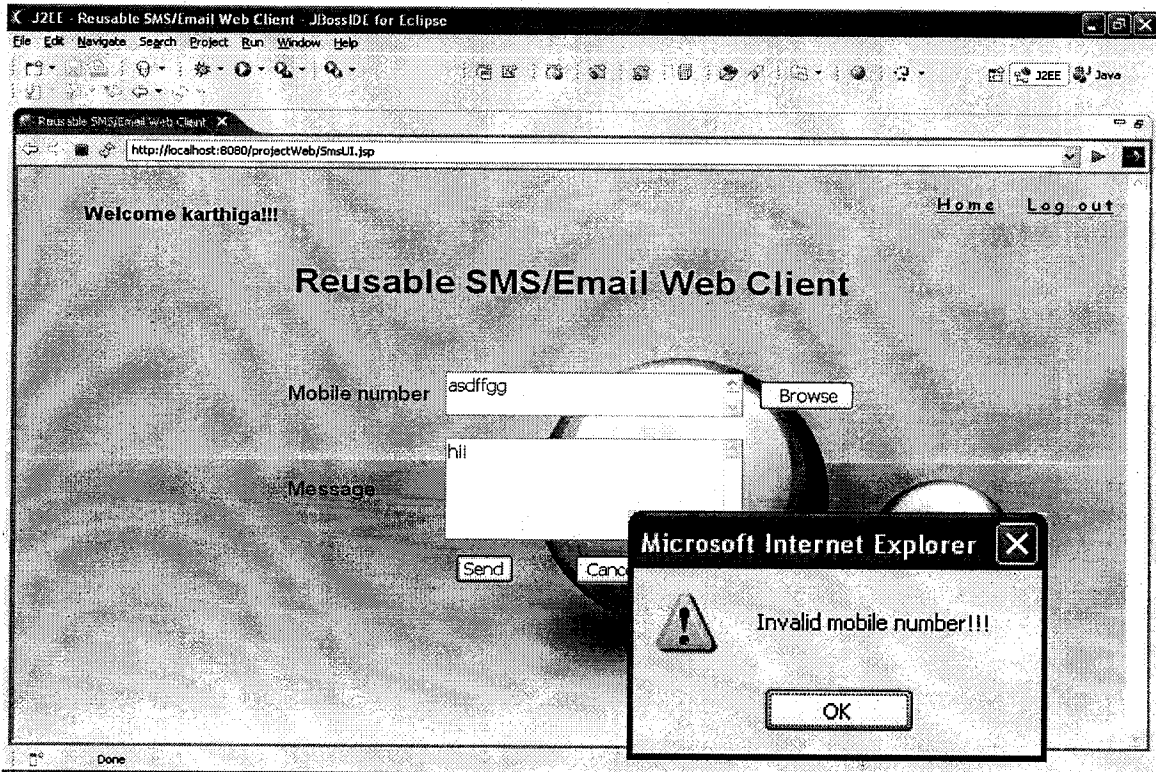 J2EE - Reusable SMS/Email Web Client - JBossIDE for Eclipse
File Edit Navigate Search Project Run Window Help
J2EE Java
Reusable SMS/Email Web Client
http://localhost:8080/projectWeb/SmsUI.jsp
Welcome karthiga!!!
Home Log out
Reusable SMS/Email Web Client
Mobile number asdffgg Browse
Message hii
Send
Microsoft Internet Explorer
Invalid mobile number!!!
OK
Done